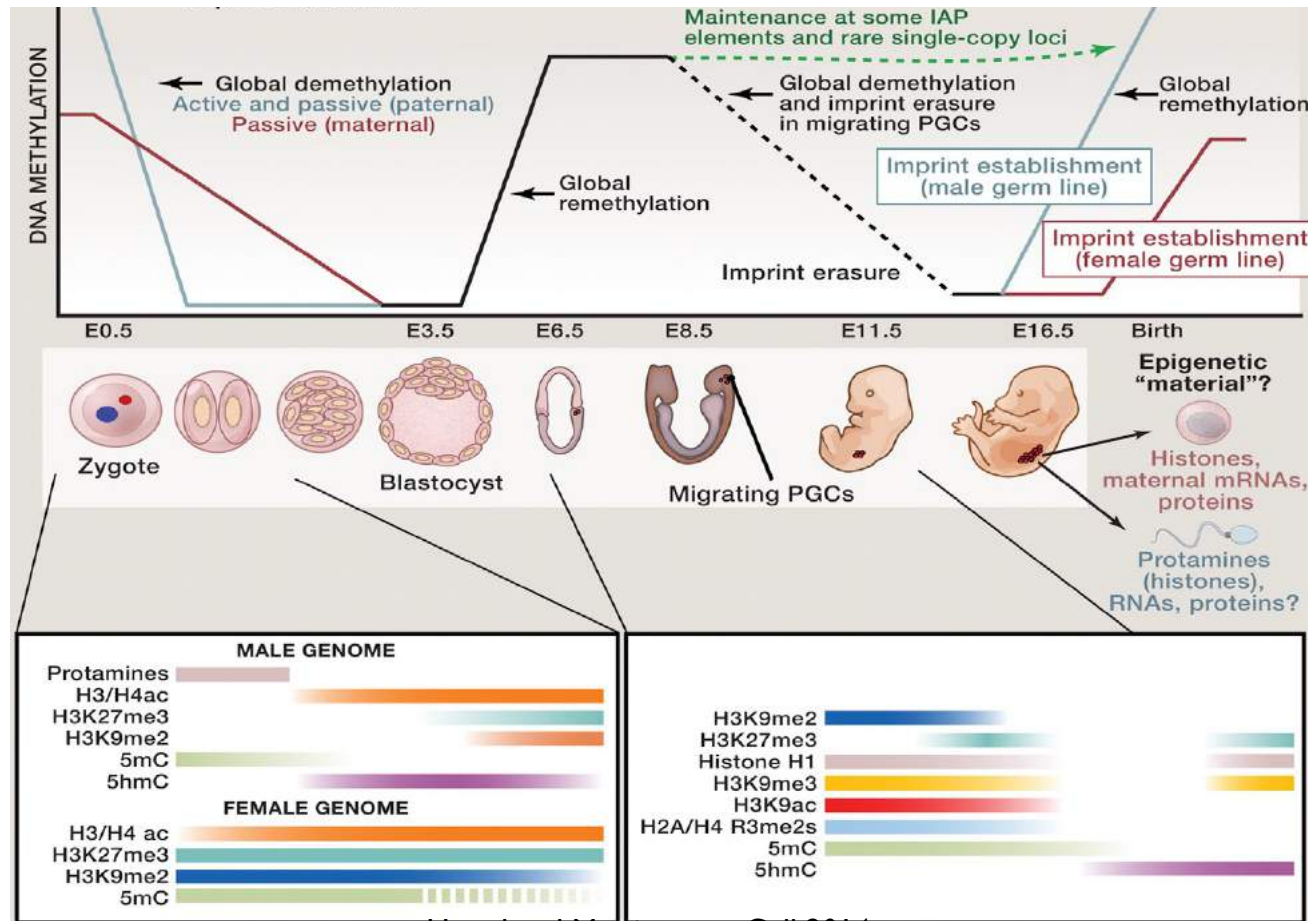 Maintenance at some IAP
elements and rare single-copy loci
DNA METHYLATION
Global demethylation
Active and passive (paternal)
Passive (maternal)
Global
remethylation
Global demethylation
and imprint erasure
in migrating PGCs
Global
remethylation
Imprint establishment
(male germ line)
Imprint establishment
(female germ line)
Imprint erasure
E0.5 E3.5 E6.5 E8.5 E11.5 E16.5 Birth
Zygote
Blastocyst
Migrating PGCs
Epigenetic
"material"?
Histones,
maternal mRNAs,
proteins
Protamines
(histones),
RNAs, proteins?
MALE GENOME
Protamines
H3/H4ac
H3K27me3
H3K9me2
5mC
5hmC
FEMALE GENOME
H3/H4 ac
H3K27me3
H3K9me2
5mC
H3K9me2
H3K27me3
Histone H1
H3K9me3
H3K9ac
H2A/H4 R3me2s
5mC
5hmC